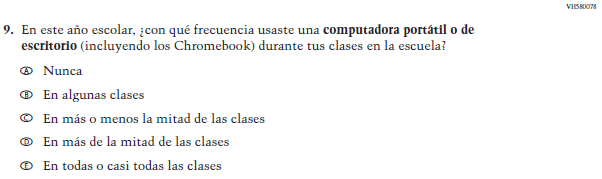 VH580078
9. En este año escolar, ¿con qué frecuencia usaste una computadora portátil o de
escritorio (incluyendo los Chromebook) durante tus clases en la escuela?
A Nunca
B En algunas clases
C En más o menos la mitad de las clases
D En más de la mitad de las clases
E En todas o casi todas las clases